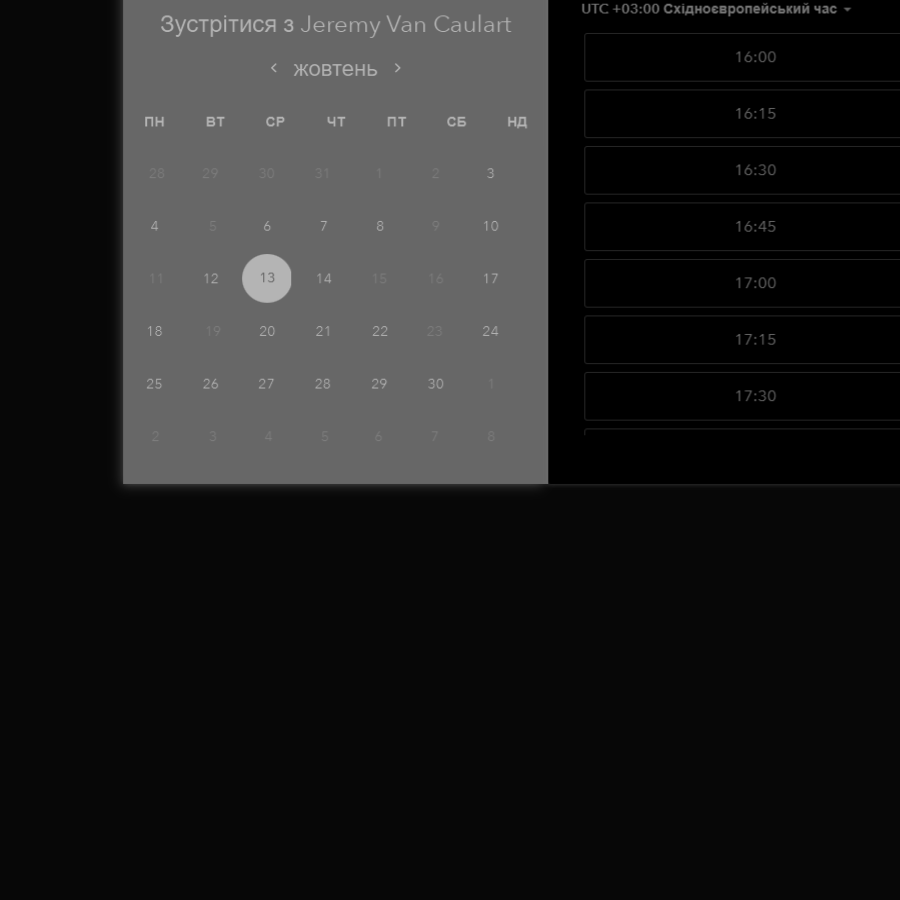 Зустрітися з Jeremy Van Caulart
жовтень
ПН ВТ СР ЧТ ПТ СБ НД
28 29 30 31 1 2 3
4 5 6 7 8 9 10
11 12 13 14 15 16 17
18 19 20 21 22 23 24
25 26 27 28 29 30 1
2 3 4 5 6 7 8
UTC +03:00 Східноєвропейський час
16:00
16:15
16:30
16:45
17:00
17:15
17:30